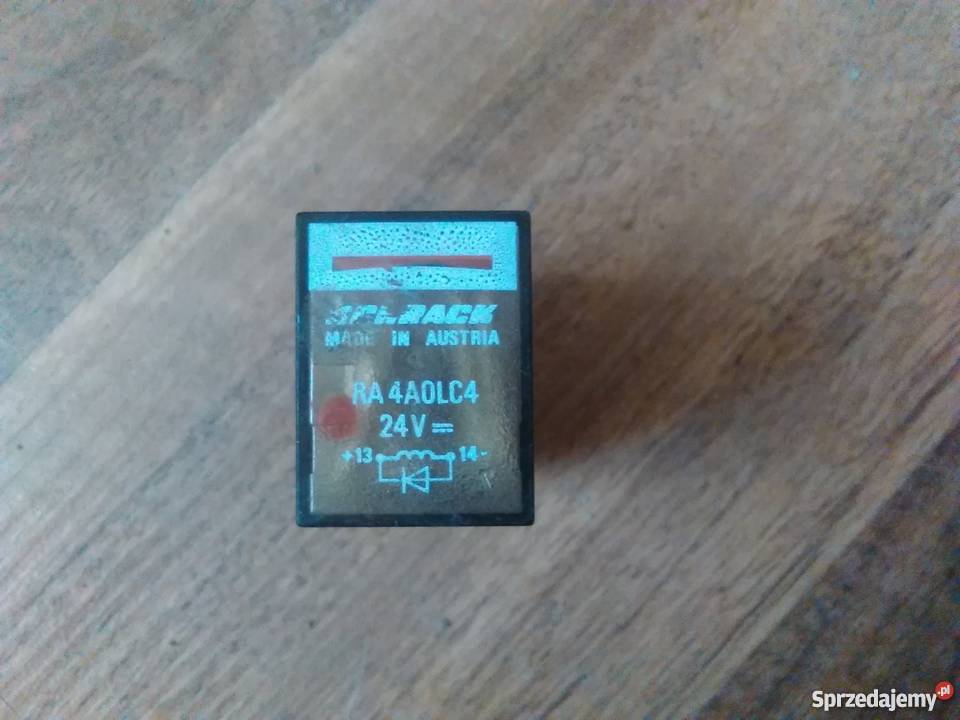 SCHRACK
MADE IN AUSTRIA
RA 4A0LC4
24V ⎓
+13 14-
Sprzedajemy.pl